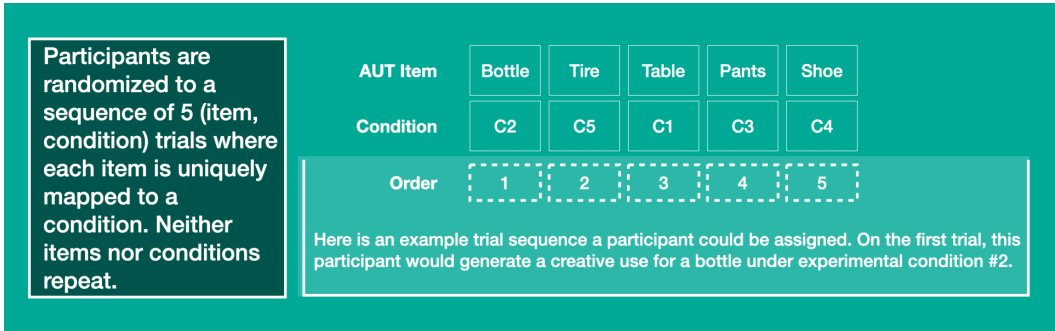 Participants are
randomized to a
sequence of 5 (item,
condition) trials where
each item is uniquely
mapped to a
condition. Neither
items nor conditions
repeat.
AUT Item Bottle Tire Table Pants Shoe
Condition C2 C5 C1 C3 C4
Order 1 2 3 4 5
Here is an example trial sequence a participant could be assigned. On the first trial, this
participant would generate a creative use for a bottle under experimental condition #2.